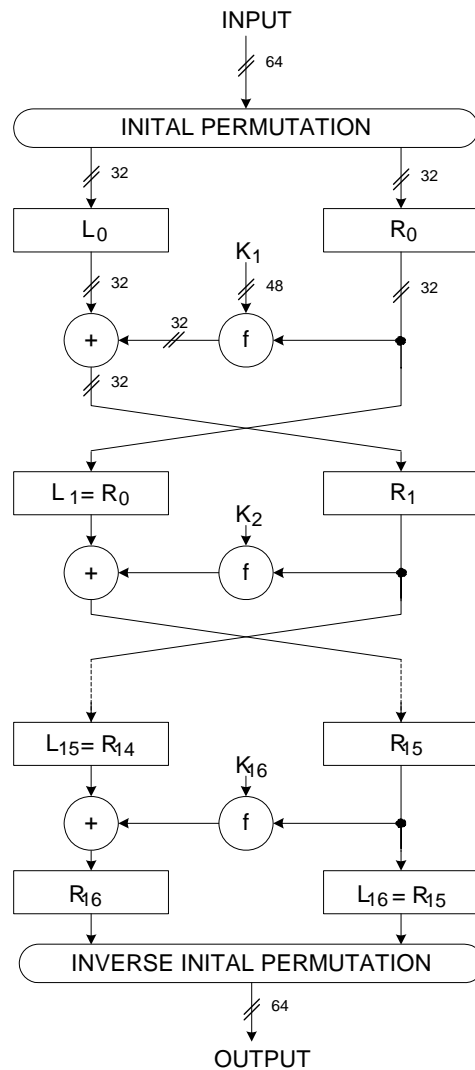 INPUT
64
INITAL PERMUTATION
32 32
L0 R0
K1
32 48 32
32
+ f
32
L1 = R0 R1
K2
+ f
L15 = R14 R15
K16
+ f
R16 L16 = R15
INVERSE INITAL PERMUTATION
64
OUTPUT